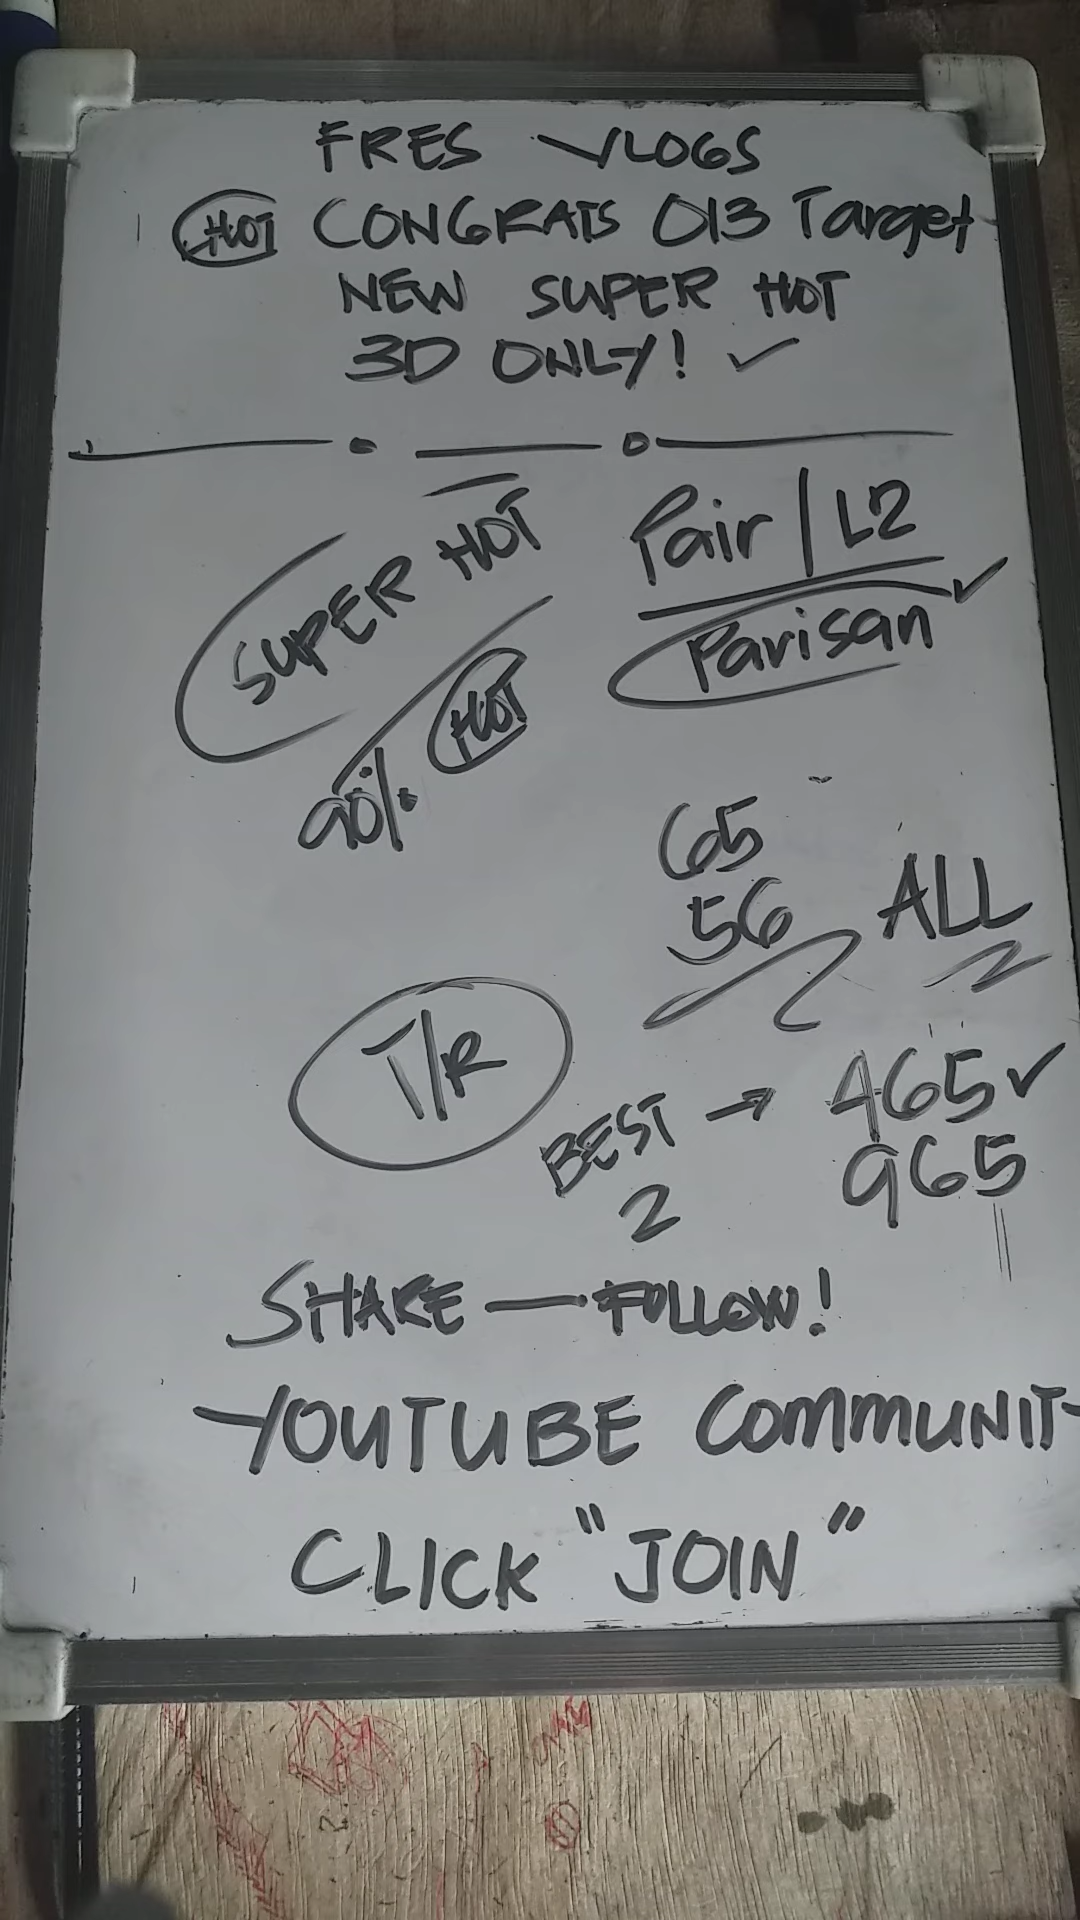 FRES VLOGS
HOT CONGRATS 013 Target
NEW SUPER HOT
3D ONLY!
SUPER HOT
90% HOT
Pair / L2
Parisan
65
56 ALL
T/R
BEST → 465
2 965
SHARE — FOLLOW!
YOUTUBE COMMUNIT
CLICK "JOIN"